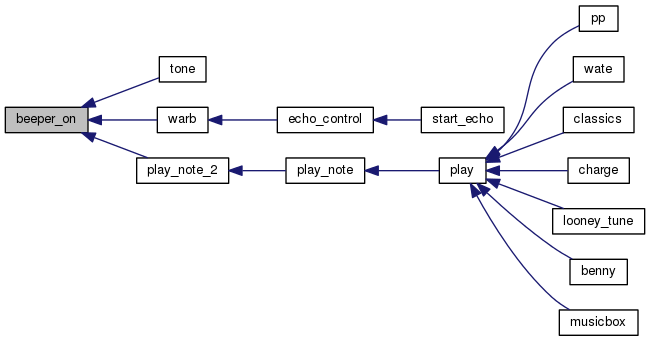 pp
tone
wate
beeper_on
warb
echo_control
start_echo
classics
play_note_2
play_note
play
charge
looney_tune
benny
musicbox